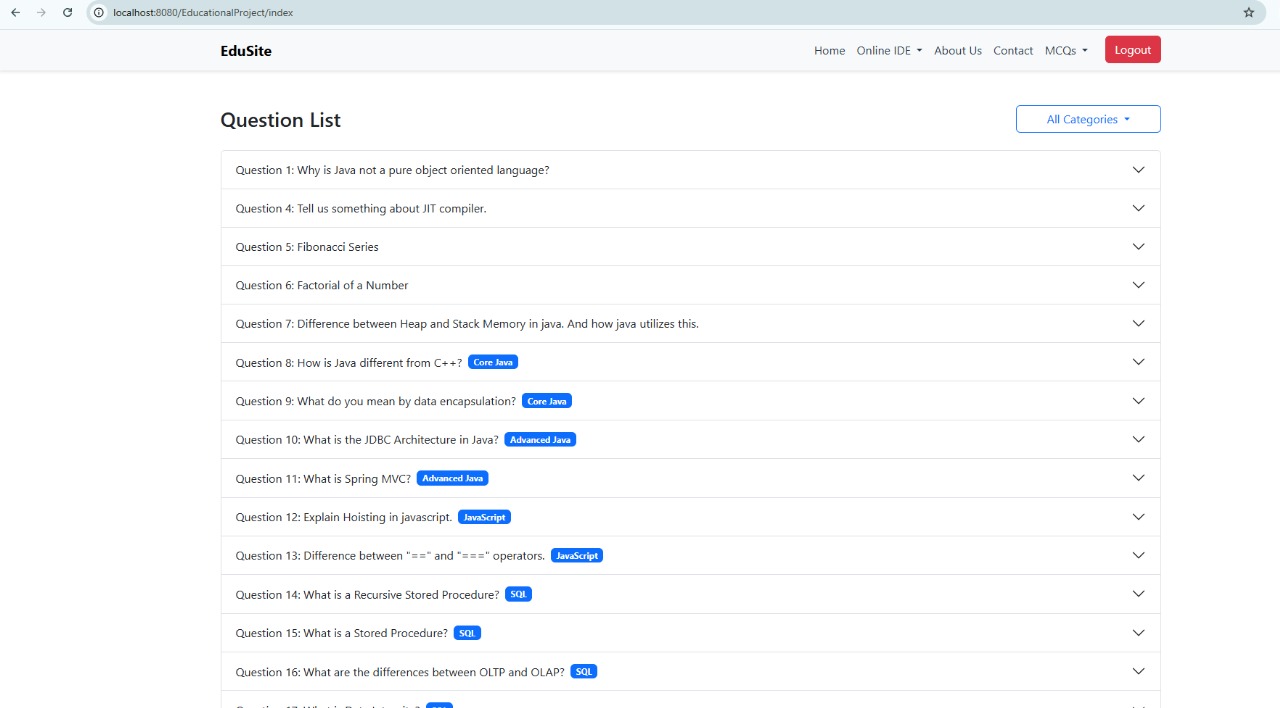 localhost:8080/EducationalProject/index
EduSite Home Online IDE About Us Contact MCQs Logout
Question List All Categories
Question 1: Why is Java not a pure object oriented language?
Question 4: Tell us something about JIT compiler.
Question 5: Fibonacci Series
Question 6: Factorial of a Number
Question 7: Difference between Heap and Stack Memory in java. And how java utilizes this.
Question 8: How is Java different from C++? Core Java
Question 9: What do you mean by data encapsulation? Core Java
Question 10: What is the JDBC Architecture in Java? Advanced Java
Question 11: What is Spring MVC? Advanced Java
Question 12: Explain Hoisting in javascript. JavaScript
Question 13: Difference between "==" and "===" operators. JavaScript
Question 14: What is a Recursive Stored Procedure? SQL
Question 15: What is a Stored Procedure? SQL
Question 16: What are the differences between OLTP and OLAP? SQL